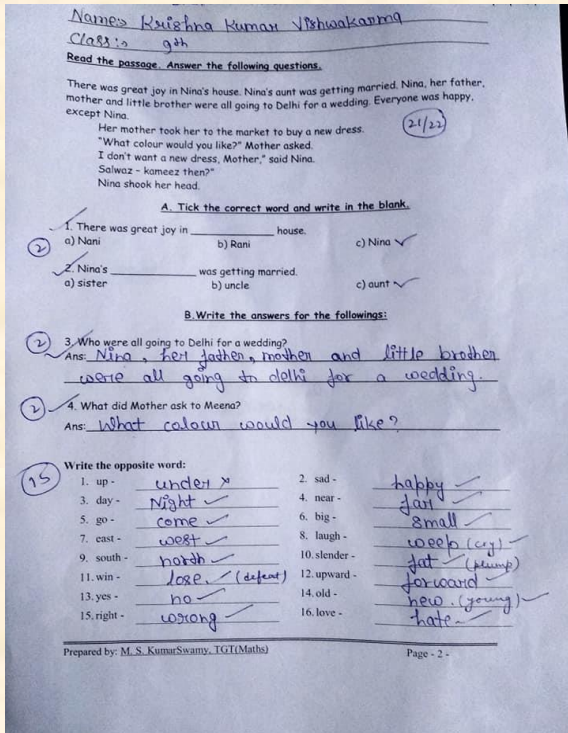 Name:> Krishna Kumar Vishwakarma
Class:> 9th
Read the passage. Answer the following questions.
There was great joy in Nina's house. Nina's aunt was getting married. Nina, her father,
mother and little brother were all going to Delhi for a wedding. Everyone was happy,
except Nina.
Her mother took her to the market to buy a new dress.
21/22
"What colour would you like?" Mother asked.
I don't want a new dress, Mother," said Nina.
Salwaz - kameez then?"
Nina shook her head.
A. Tick the correct word and write in the blank.
1. There was great joy in ____________ house.
2
a) Nani b) Rani c) Nina ✓
2. Nina's ____________ was getting married.
a) sister b) uncle c) aunt ✓
B.Write the answers for the followings:
2 3. Who were all going to Delhi for a wedding?
Ans: Nina, her father, mother and little brother
were all going to delhi for a wedding.
2 4. What did Mother ask to Meena?
Ans: What colour would you like?
15 Write the opposite word:
1. up - under ✗ 2. sad - happy ✓
3. day - Night ✓ 4. near - far ✓
5. go - come ✓ 6. big - small ✓
7. east - west ✓ 8. laugh - weep (cry) ✓
9. south - north ✓ 10. slender - fat ✓ (plump)
11. win - lose. ✓ (defeat) 12. upward - forward ✓
13. yes - no ✓ 14. old - new. (young) ✓
15. right - wrong ✓ 16. love - hate ✓
Prepared by: M. S. KumarSwamy, TGT(Maths) Page - 2 -